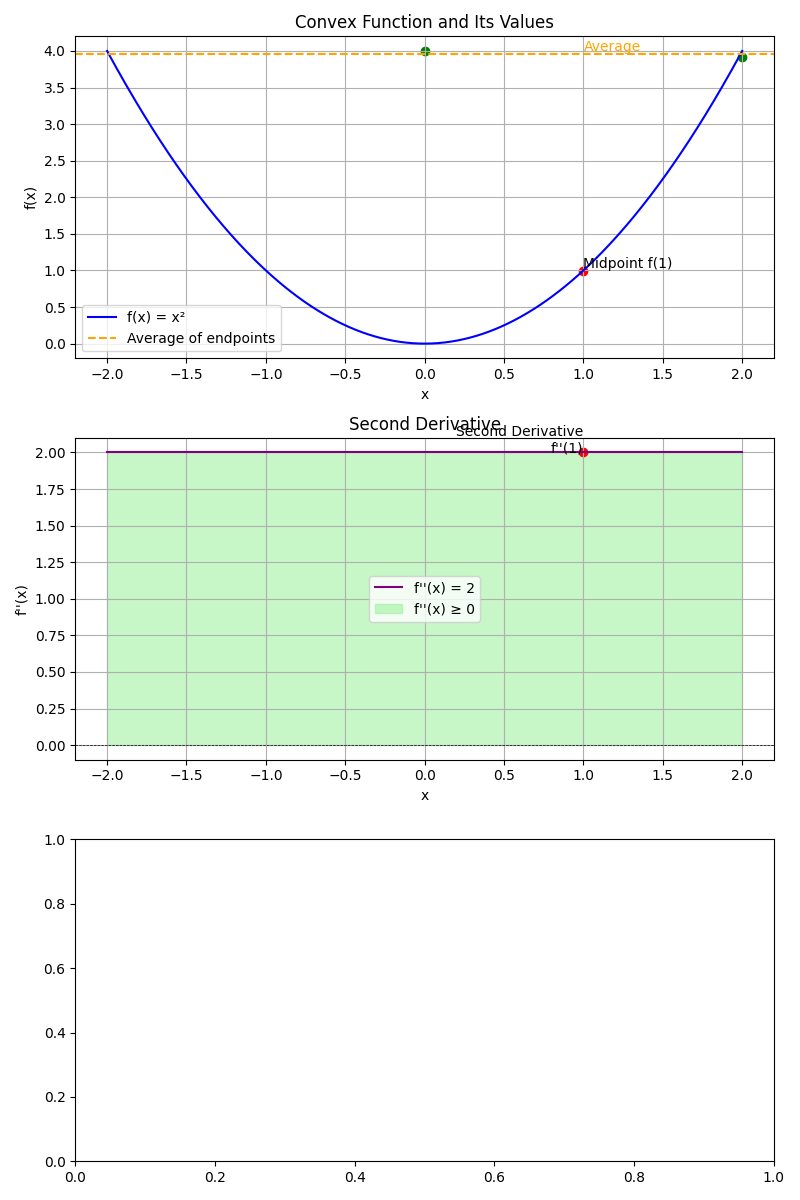 Convex Function and Its Values
4.0
3.5
3.0
2.5
2.0
1.5
1.0
0.5
0.0
f(x)
Average
Midpoint f(1)
f(x) = x²
Average of endpoints
−2.0 −1.5 −1.0 −0.5 0.0 0.5 1.0 1.5 2.0
x
Second Derivative
Second Derivative
f''(1)
2.00
1.75
1.50
1.25
1.00
0.75
0.50
0.25
0.00
f''(x)
f''(x) = 2
f''(x) ≥ 0
−2.0 −1.5 −1.0 −0.5 0.0 0.5 1.0 1.5 2.0
x
1.0
0.8
0.6
0.4
0.2
0.0
0.0 0.2 0.4 0.6 0.8 1.0